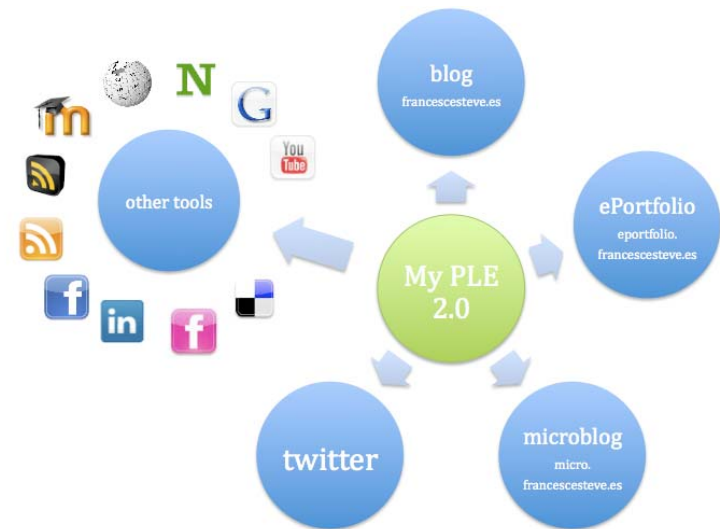 blog
francescesteve.es
N
G
You
Tube
m
other tools
ePortfolio
eportfolio.
francescesteve.es
My PLE
2.0
f
in
f
twitter
microblog
micro.
francescesteve.es